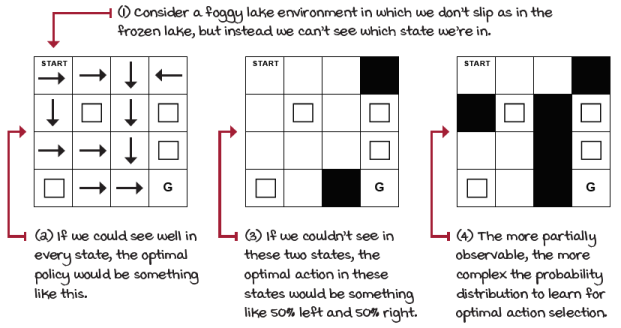 (1) Consider a foggy lake environment in which we don't slip as in the
frozen lake, but instead we can't see which state we're in.
START
G
START
G
START
G
(2) If we could see well in
every state, the optimal
policy would be something
like this.
(3) If we couldn't see in
these two states, the
optimal action in these
states would be something
like 50% left and 50% right.
(4) The more partially
observable, the more
complex the probability
distribution to learn for
optimal action selection.